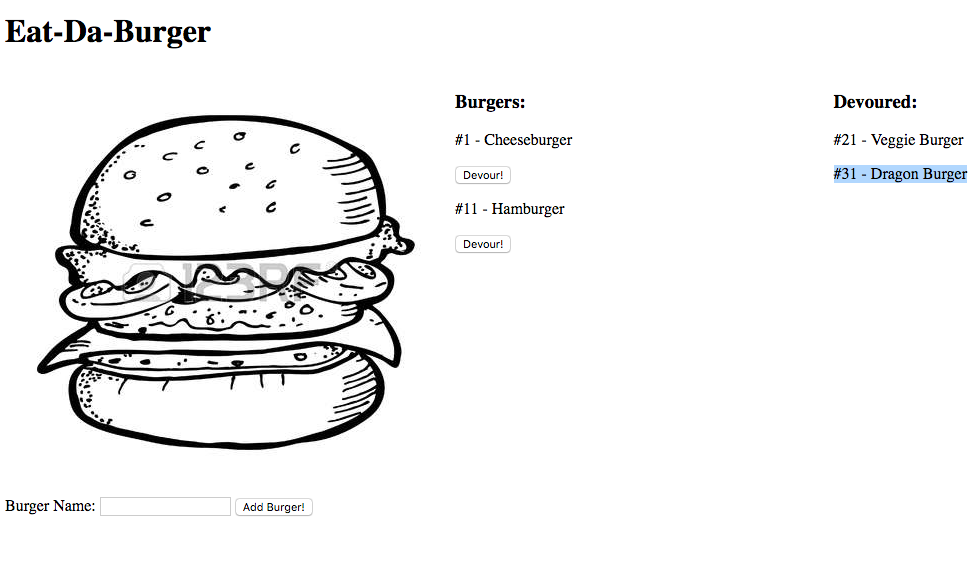 Eat-Da-Burger
123RF
Burgers:
#1 - Cheeseburger
Devour!
#11 - Hamburger
Devour!
Devoured:
#21 - Veggie Burger
#31 - Dragon Burger
Burger Name:
Add Burger!